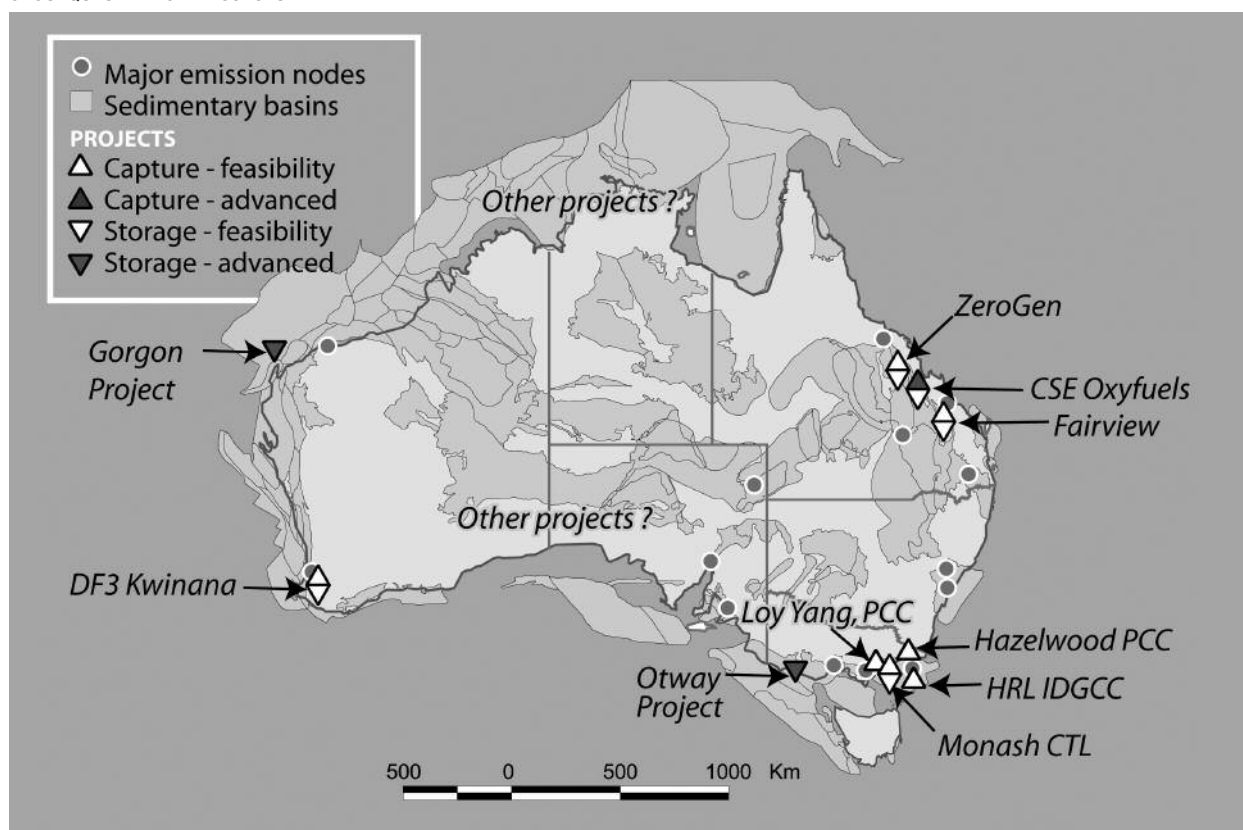 Major emission nodes
Sedimentary basins
PROJECTS
Capture - feasibility
Capture - advanced
Storage - feasibility
Storage - advanced
Other projects ?
ZeroGen
Gorgon
Project
CSE Oxyfuels
Fairview
Other projects ?
DF3 Kwinana
Loy Yang, PCC
Hazelwood PCC
Otway
Project
HRL IDGCC
Monash CTL
500 0 500 1000 Km